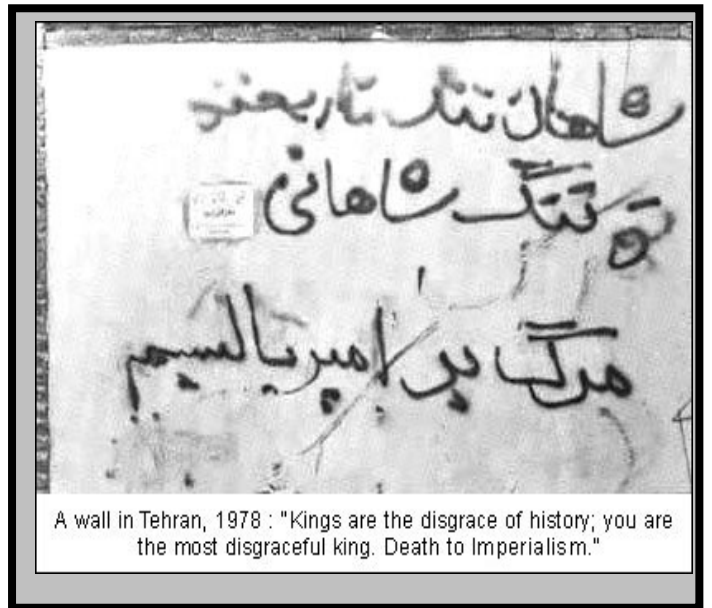 شاهان ننگ تاریخند
تو ننگ شاهانی
مرگ بر امپریالیسم
A wall in Tehran, 1978 : "Kings are the disgrace of history; you are
the most disgraceful king. Death to Imperialism."